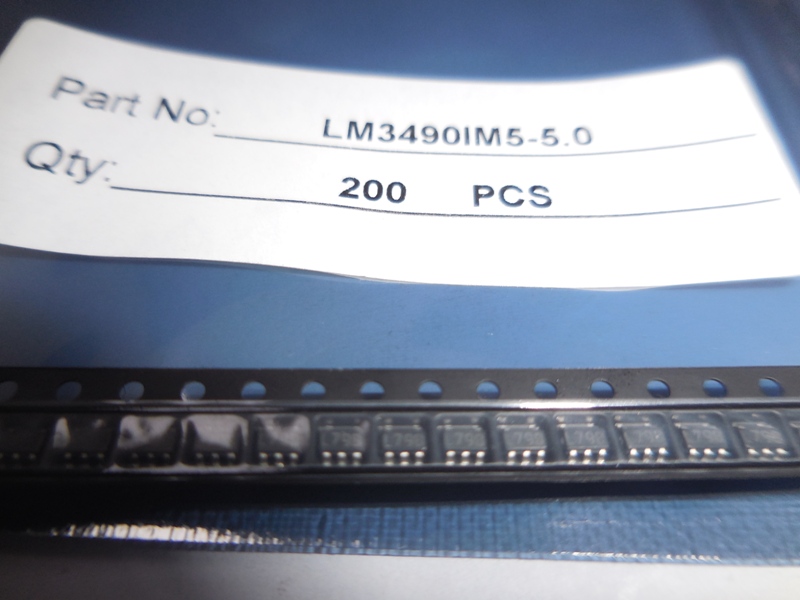 Part No: LM3490IM5-5.0
Qty: 200 PCS